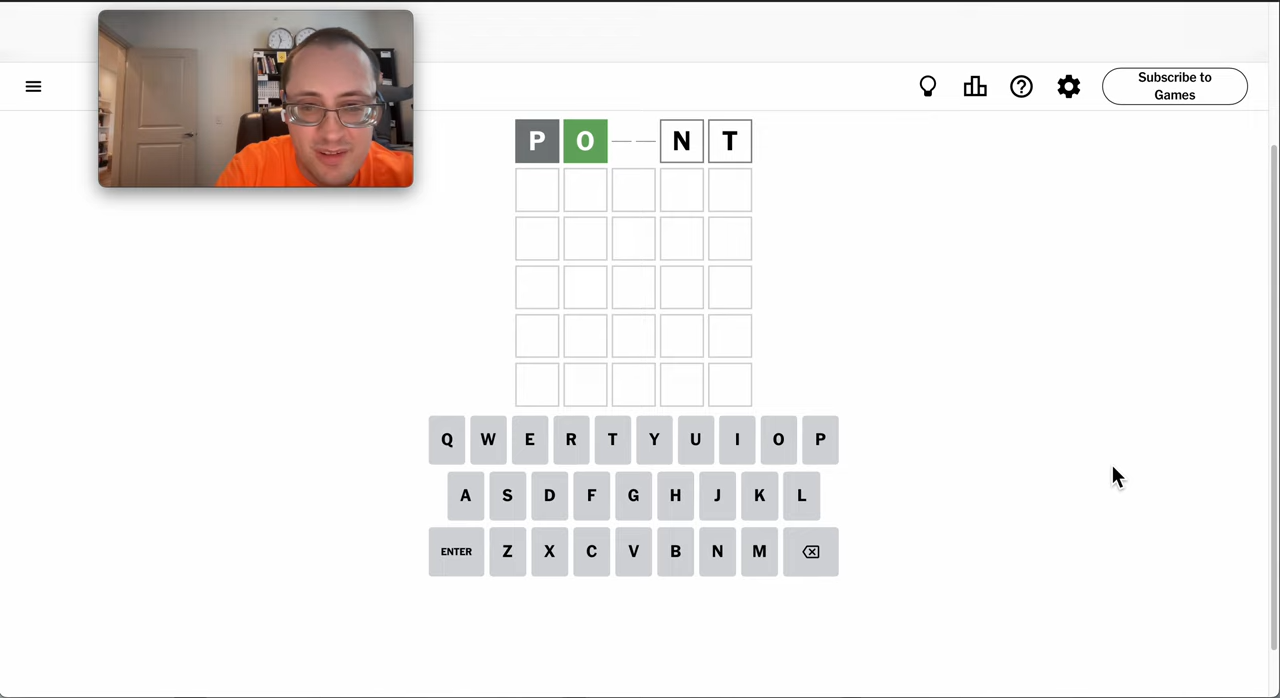 Subscribe to
Games
P O N T
Q W E R T Y U I O P
A S D F G H J K L
ENTER Z X C V B N M